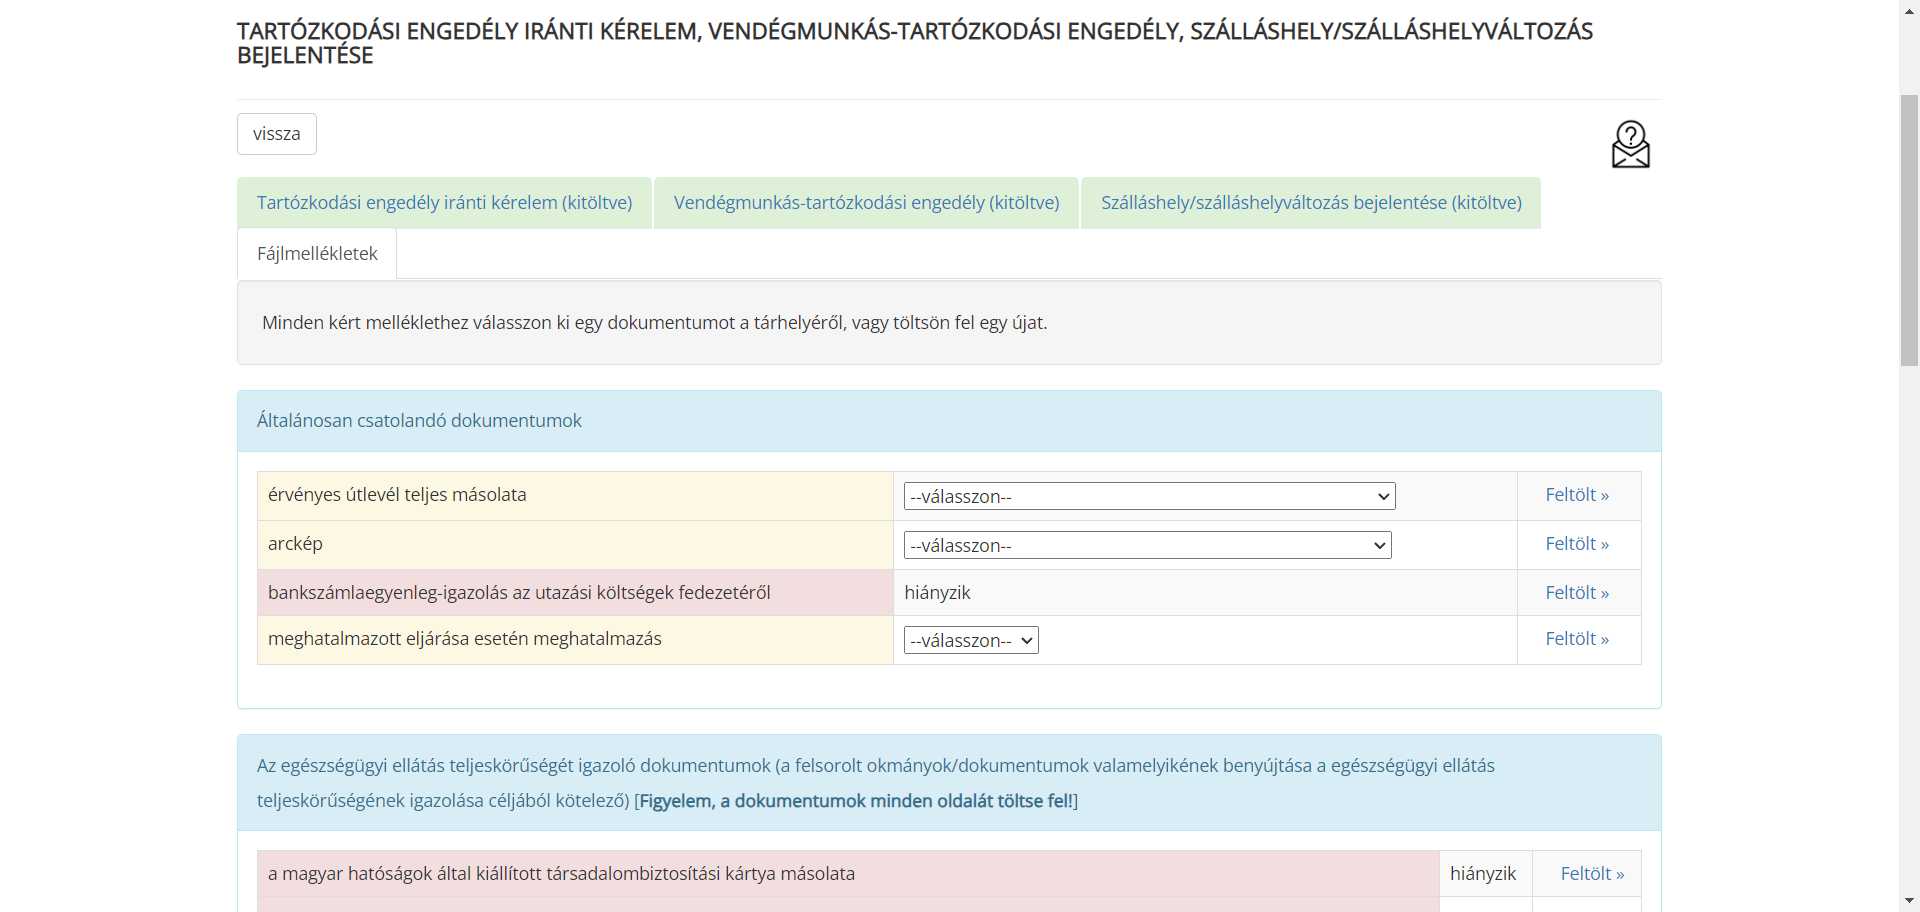 TARTÓZKODÁSI ENGEDÉLY IRÁNTI KÉRELEM, VENDÉGMUNKÁS-TARTÓZKODÁSI ENGEDÉLY, SZÁLLÁSHELY/SZÁLLÁSHELYVÁLTOZÁS
BEJELENTÉSE
vissza
?
Tartózkodási engedély iránti kérelem (kitöltve) Vendégmunkás-tartózkodási engedély (kitöltve) Szálláshely/szálláshelyváltozás bejelentése (kitöltve)
Fájlmellékletek
Minden kért melléklethez válasszon ki egy dokumentumot a tárhelyéről, vagy töltsön fel egy újat.
Általánosan csatolandó dokumentumok
érvényes útlevél teljes másolata --válasszon-- Feltölt »
arckép --válasszon-- Feltölt »
bankszámlaegyenleg-igazolás az utazási költségek fedezetéről hiányzik Feltölt »
meghatalmazott eljárása esetén meghatalmazás --válasszon-- Feltölt »
Az egészségügyi ellátás teljeskörűségét igazoló dokumentumok (a felsorolt okmányok/dokumentumok valamelyikének benyújtása a egészségügyi ellátás
teljeskörűségének igazolása céljából kötelező) [Figyelem, a dokumentumok minden oldalát töltse fel!]
a magyar hatóságok által kiállított társadalombiztosítási kártya másolata hiányzik Feltölt »